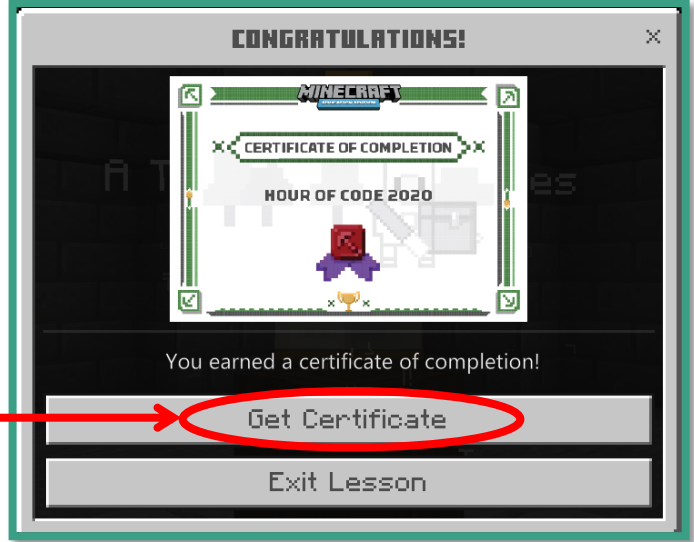 CONGRATULATIONS!
MINECRAFT
CERTIFICATE OF COMPLETION
HOUR OF CODE 2020
You earned a certificate of completion!
Get Certificate
Exit Lesson